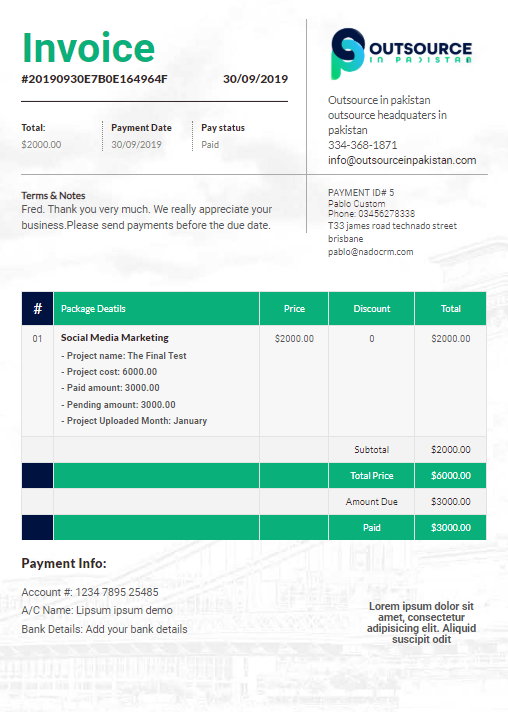 Invoice
#20190930E7B0E164964F 30/09/2019
OUTSOURCE
IN PAKISTAN
Outsource in pakistan
outsource headquaters in
pakistan
334-368-1871
info@outsourceinpakistan.com
Total: Payment Date Pay status
$2000.00 30/09/2019 Paid
Terms & Notes
Fred. Thank you very much. We really appreciate your
business.Please send payments before the due date.
PAYMENT ID# 5
Pablo Custom
Phone: 03456278338
T33 james road technado street
brisbane
pablo@nadocrm.com
# Package Deatils Price Discount Total
01 Social Media Marketing $2000.00 0 $2000.00
- Project name: The Final Test
- Project cost: 6000.00
- Paid amount: 3000.00
- Pending amount: 3000.00
- Project Uploaded Month: January
Subtotal $2000.00
Total Price $6000.00
Amount Due $3000.00
Paid $3000.00
Payment Info:
Account #: 1234 7895 25485
A/C Name: Lipsum ipsum demo
Bank Details: Add your bank details
Lorem ipsum dolor sit
amet, consectetur
adipisicing elit. Aliquid
suscipit odit